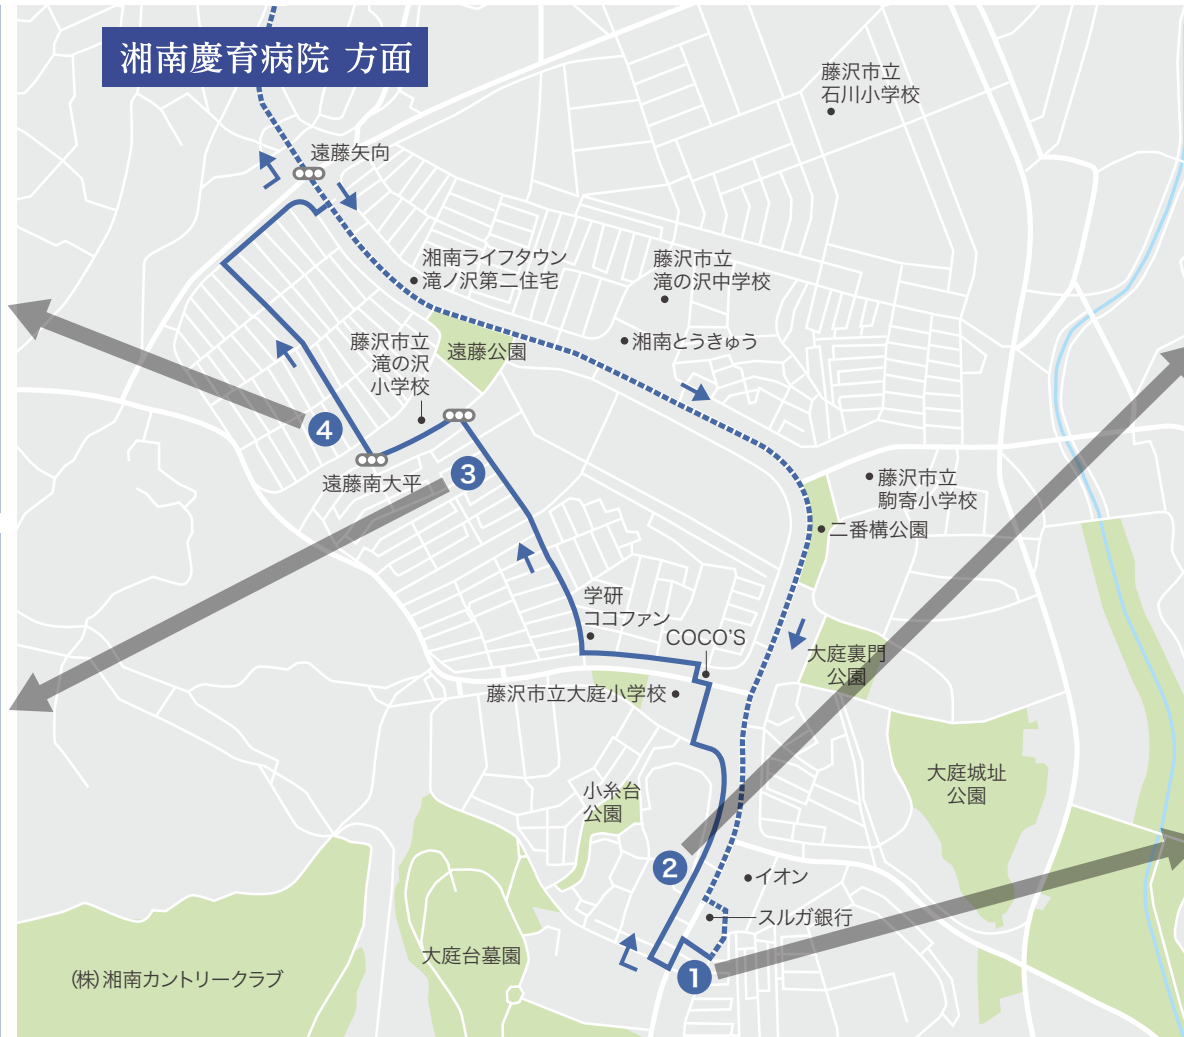 湘南慶育病院 方面
藤沢市立
石川小学校
遠藤矢向
湘南ライフタウン
滝ノ沢第二住宅
藤沢市立
滝の沢中学校
藤沢市立
滝の沢
小学校
遠藤公園
湘南とうきゅう
4
遠藤南大平
3
藤沢市立
駒寄小学校
二番構公園
学研
ココファン
COCO'S
大庭裏門
公園
藤沢市立大庭小学校
大庭城址
公園
小糸台
公園
2
イオン
スルガ銀行
大庭台墓園
1
(株)湘南カントリークラブ